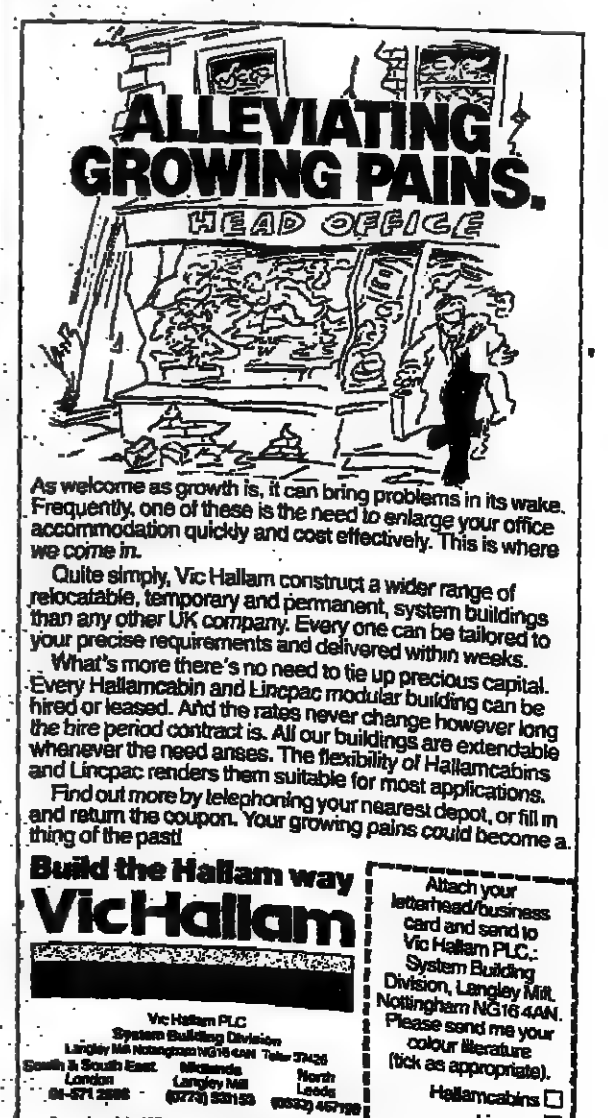 ALLEVIATING
GROWING PAINS.
HEAD OFFICE
As welcome as growth is, it can bring problems in its wake.
Frequently, one of these is the need to enlarge your office
accommodation quickly and cost effectively. This is where
we come in.
Quite simply, Vic Hallam construct a wider range of
relocatable, temporary and permanent, system buildings
than any other UK company. Every one can be tailored to
your precise requirements and delivered within weeks.
What's more there's no need to tie up precious capital.
Every Hallamcabin and Lincpac modular building can be
hired or leased. And the rates never change however long
the hire period contract is. All our buildings are extendable
whenever the need arises. The flexibility of Hallamcabins
and Lincpac renders them suitable for most applications.
Find out more by telephoning your nearest depot, or fill in
and return the coupon. Your growing pains could become a
thing of the past!
Build the Hallam way
VicHallam
Vic Hallam PLC
System Building Division
Langley Mill Nottingham NG16 4AN Telex 37426
South & South East
London
Midlands
Langley Mill
North
Leeds
Attach your
letterhead/business
card and send to
Vic Hallam PLC.:
System Building
Division, Langley Mill.
Nottingham NG16 4AN.
Please send me your
colour literature
(tick as appropriate).
Hallamcabins